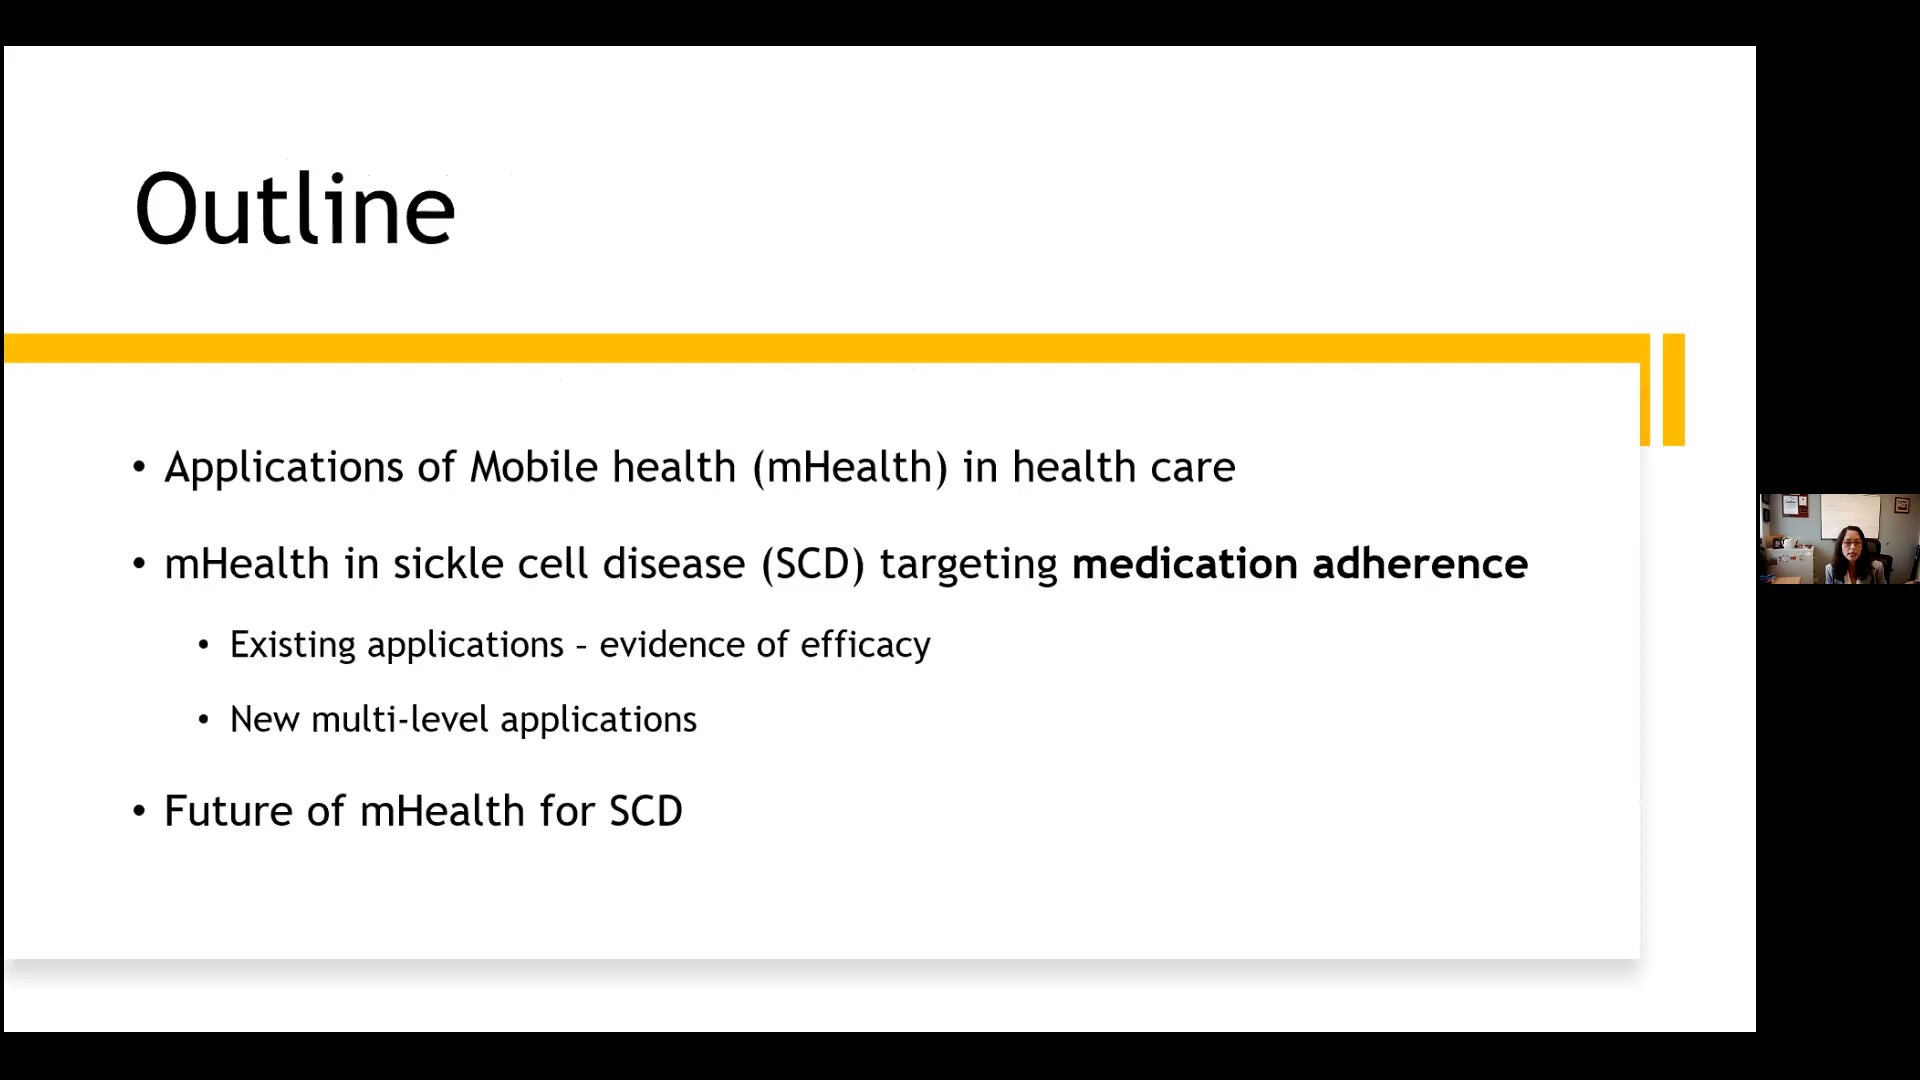 Outline
• Applications of Mobile health (mHealth) in health care
• mHealth in sickle cell disease (SCD) targeting medication adherence
• Existing applications – evidence of efficacy
• New multi-level applications
• Future of mHealth for SCD